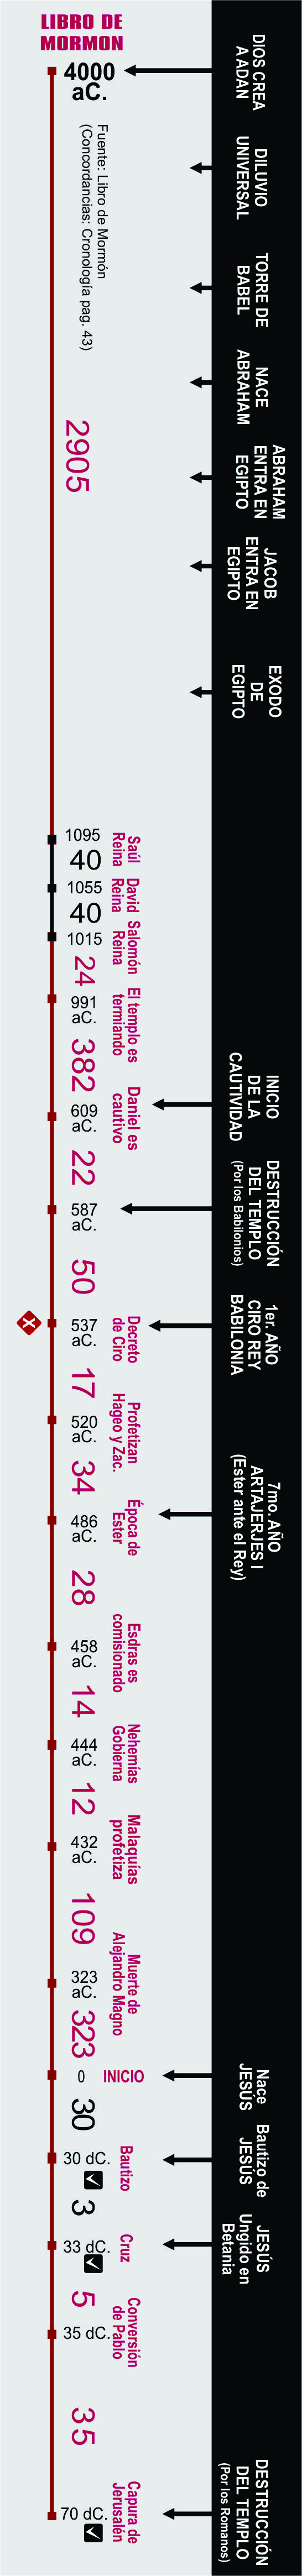 LIBRO DE
MORMON
4000
aC.
DIOS CREA
A ADAN
Fuente: Libro de Mormón
(Concordancias: Cronología pag. 43)
DILUVIO
UNIVERSAL
TORRE DE
BABEL
NACE
ABRAHAM
2905
ABRAHAM
ENTRA EN
EGIPTO
JACOB
ENTRA EN
EGIPTO
EXODO
DE
EGIPTO
1095
Saúl
Reina
40
1055
David
Reina
40
1015
Salomón
Reina
24
991
aC.
El templo es
termiando
382
609
aC.
Daniel es
cautivo
INICIO
DE LA
CAUTIVIDAD
22
587
aC.
DESTRUCCIÓN
DEL TEMPLO
(Por los Babilonios)
50
X
537
aC.
Decreto
de Ciro
1er. AÑO
CIRO REY
BABILONIA
17
520
aC.
Profetizan
Hageo y Zac.
34
486
aC.
Época de
Ester
7mo. AÑO
ARTAJERJES I
(Ester ante el Rey)
28
458
aC.
Esdras es
comisionado
14
444
aC.
Nehemías
Gobierna
12
432
aC.
Malaquías
profetiza
109
323
aC.
Muerte de
Alejandro Magno
323
0
INICIO
Nace
JESÚS
30
30 dC.
Bautizo
Bautizo de
JESÚS
3
33 dC.
Cruz
JESÚS
Ungido en
Betania
5
35 dC.
Conversión
de Pablo
35
70 dC.
Capura de
Jerusalén
DESTRUCCIÓN
DEL TEMPLO
(Por los Romanos)